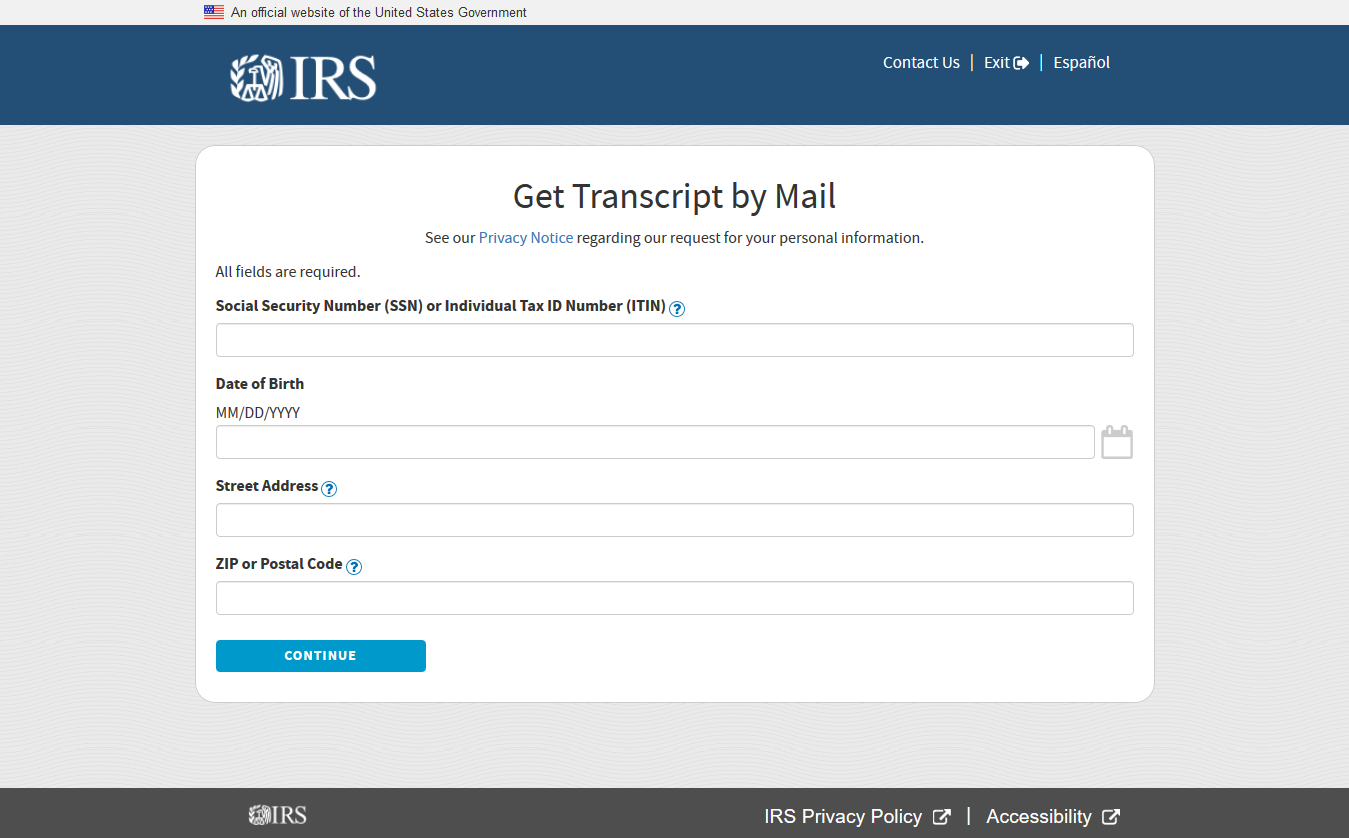 An official website of the United States Government
IRS
Contact Us | Exit | Español
Get Transcript by Mail
See our Privacy Notice regarding our request for your personal information.
All fields are required.
Social Security Number (SSN) or Individual Tax ID Number (ITIN) ?
Date of Birth
MM/DD/YYYY
Street Address ?
ZIP or Postal Code ?
CONTINUE
IRS
IRS Privacy Policy | Accessibility